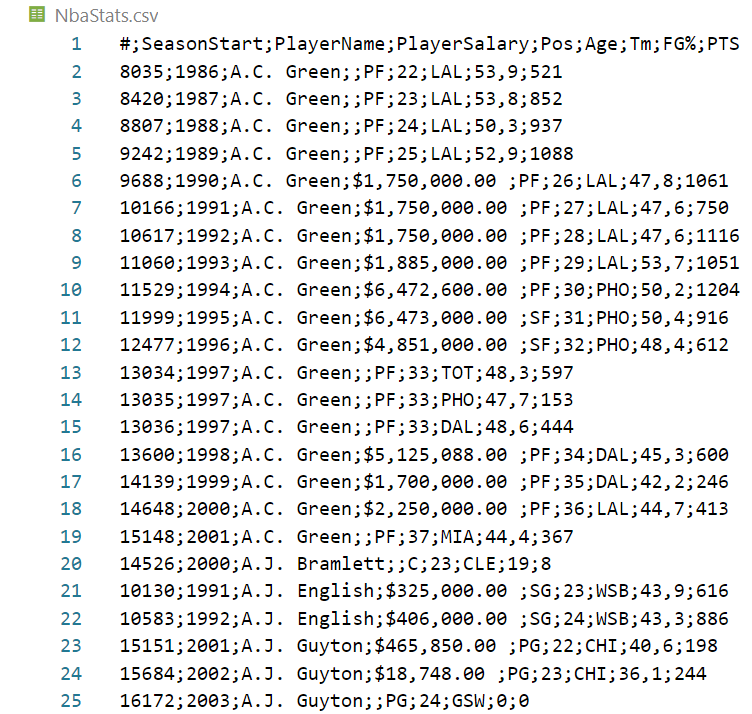 NbaStats.csv
1 #;SeasonStart;PlayerName;PlayerSalary;Pos;Age;Tm;FG%;PTS
2 8035;1986;A.C. Green;;PF;22;LAL;53,9;521
3 8420;1987;A.C. Green;;PF;23;LAL;53,8;852
4 8807;1988;A.C. Green;;PF;24;LAL;50,3;937
5 9242;1989;A.C. Green;;PF;25;LAL;52,9;1088
6 9688;1990;A.C. Green;$1,750,000.00 ;PF;26;LAL;47,8;1061
7 10166;1991;A.C. Green;$1,750,000.00 ;PF;27;LAL;47,6;750
8 10617;1992;A.C. Green;$1,750,000.00 ;PF;28;LAL;47,6;1116
9 11060;1993;A.C. Green;$1,885,000.00 ;PF;29;LAL;53,7;1051
10 11529;1994;A.C. Green;$6,472,600.00 ;PF;30;PHO;50,2;1204
11 11999;1995;A.C. Green;$6,473,000.00 ;SF;31;PHO;50,4;916
12 12477;1996;A.C. Green;$4,851,000.00 ;SF;32;PHO;48,4;612
13 13034;1997;A.C. Green;;PF;33;TOT;48,3;597
14 13035;1997;A.C. Green;;PF;33;PHO;47,7;153
15 13036;1997;A.C. Green;;PF;33;DAL;48,6;444
16 13600;1998;A.C. Green;$5,125,088.00 ;PF;34;DAL;45,3;600
17 14139;1999;A.C. Green;$1,700,000.00 ;PF;35;DAL;42,2;246
18 14648;2000;A.C. Green;$2,250,000.00 ;PF;36;LAL;44,7;413
19 15148;2001;A.C. Green;;PF;37;MIA;44,4;367
20 14526;2000;A.J. Bramlett;;C;23;CLE;19;8
21 10130;1991;A.J. English;$325,000.00 ;SG;23;WSB;43,9;616
22 10583;1992;A.J. English;$406,000.00 ;SG;24;WSB;43,3;886
23 15151;2001;A.J. Guyton;$465,850.00 ;PG;22;CHI;40,6;198
24 15684;2002;A.J. Guyton;$18,748.00 ;PG;23;CHI;36,1;244
25 16172;2003;A.J. Guyton;;PG;24;GSW;0;0